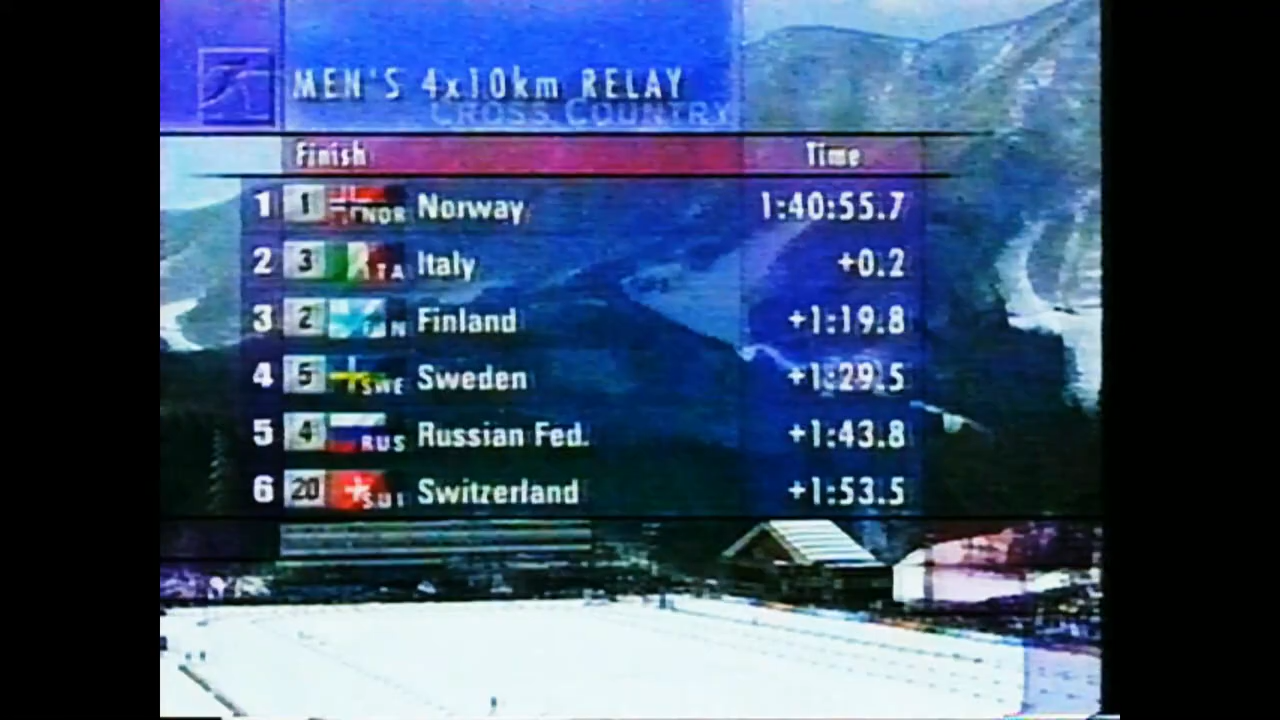 MEN'S 4x10km RELAY
CROSS COUNTRY
Finish Time
1 1 NOR Norway 1:40:55.7
2 3 ITA Italy +0.2
3 2 FIN Finland +1:19.8
4 5 SWE Sweden +1:29.5
5 4 RUS Russian Fed. +1:43.8
6 20 SUI Switzerland +1:53.5